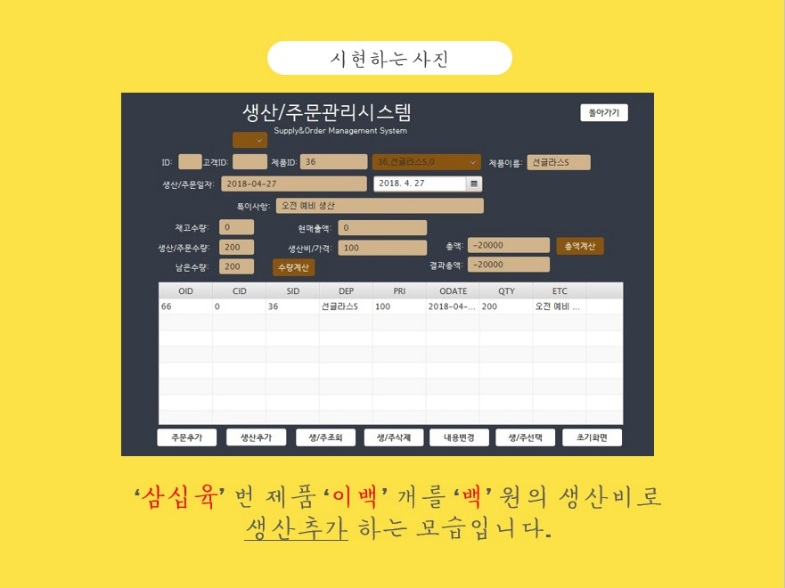 시현하는 사진
생산/주문관리시스템
돌아가기
Supply&Order Management System
ID: 고객ID: 제품ID: 36 36,선글라스S,0 제품이름: 선글라스S
생산/주문일자: 2018-04-27 2018. 4. 27
특이사항: 오전 예비 생산
재고수량: 0 현매출액: 0
생산/주문수량: 200 생산비/가격: 100 총액: -20000 총액계산
남은수량: 200 수량계산 결과총액: -20000
OID CID SID DEP PRI ODATE QTY ETC
66 0 36 선글라스S 100 2018-04-... 200 오전 예비 ...
주문추가 생산추가 생/주조회 생/주삭제 내용변경 생/주선택 초기화면
‘삼십육’ 번 제품 ‘이백’ 개를 ‘백’ 원의 생산비로
생산추가 하는 모습입니다.